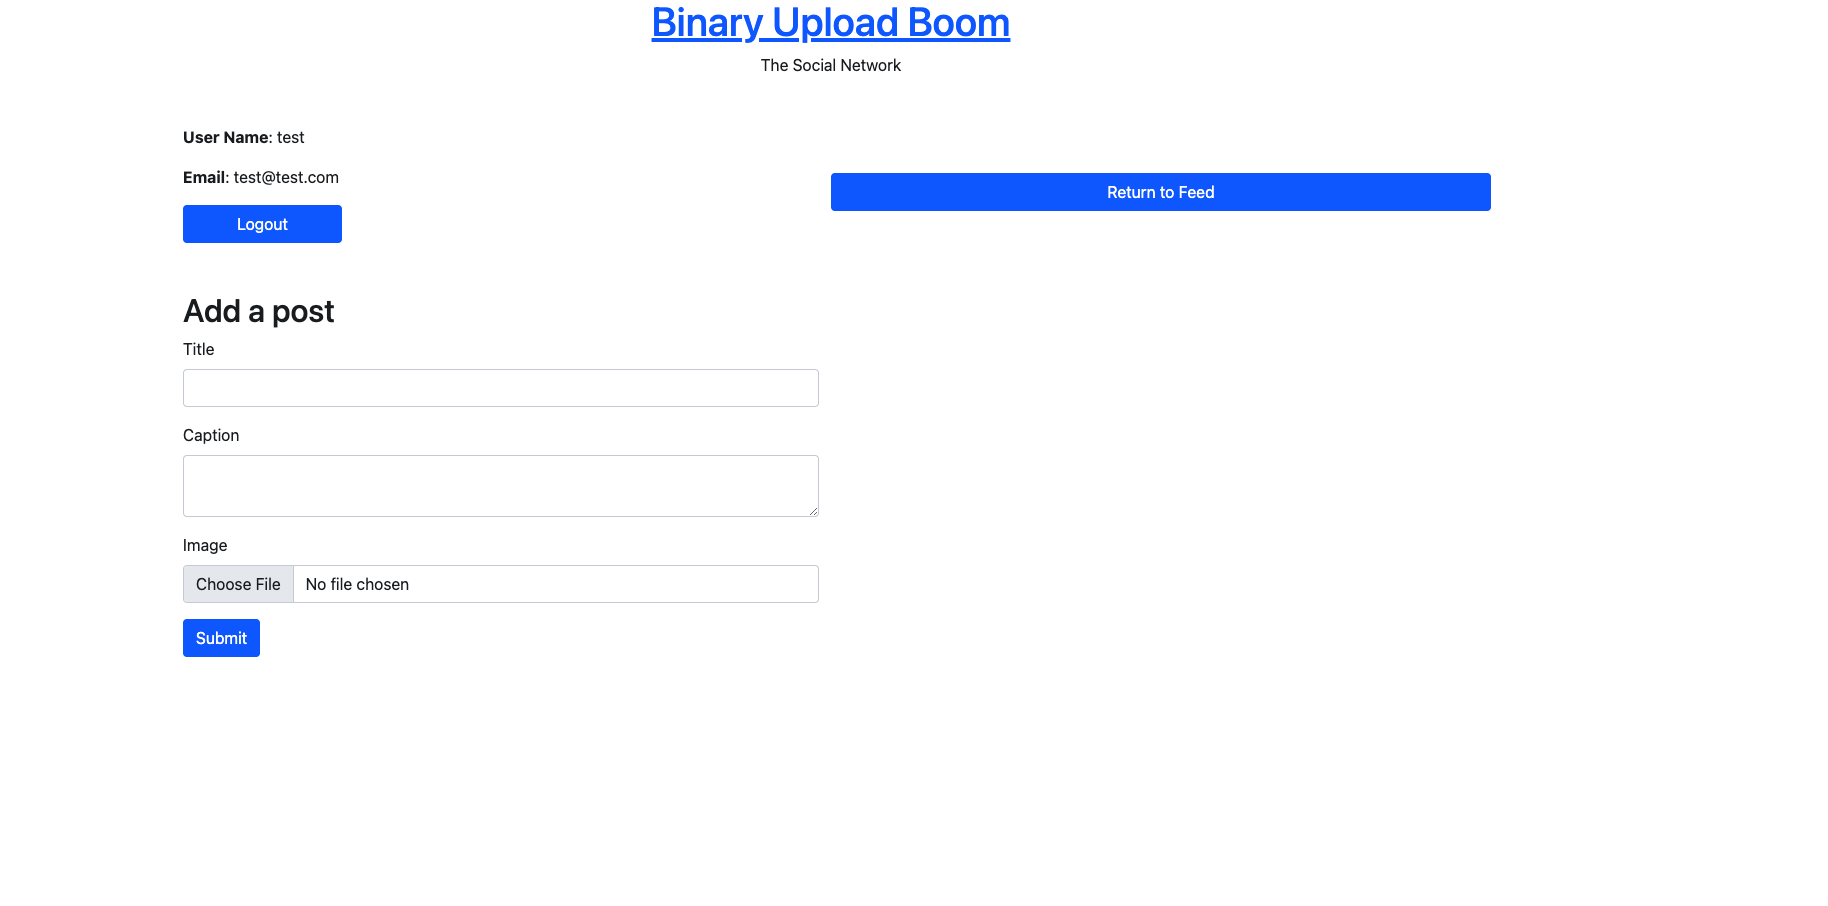 Binary Upload Boom
The Social Network
User Name: test
Email: test@test.com
Logout
Return to Feed
Add a post
Title
Caption
Image
Choose File No file chosen
Submit